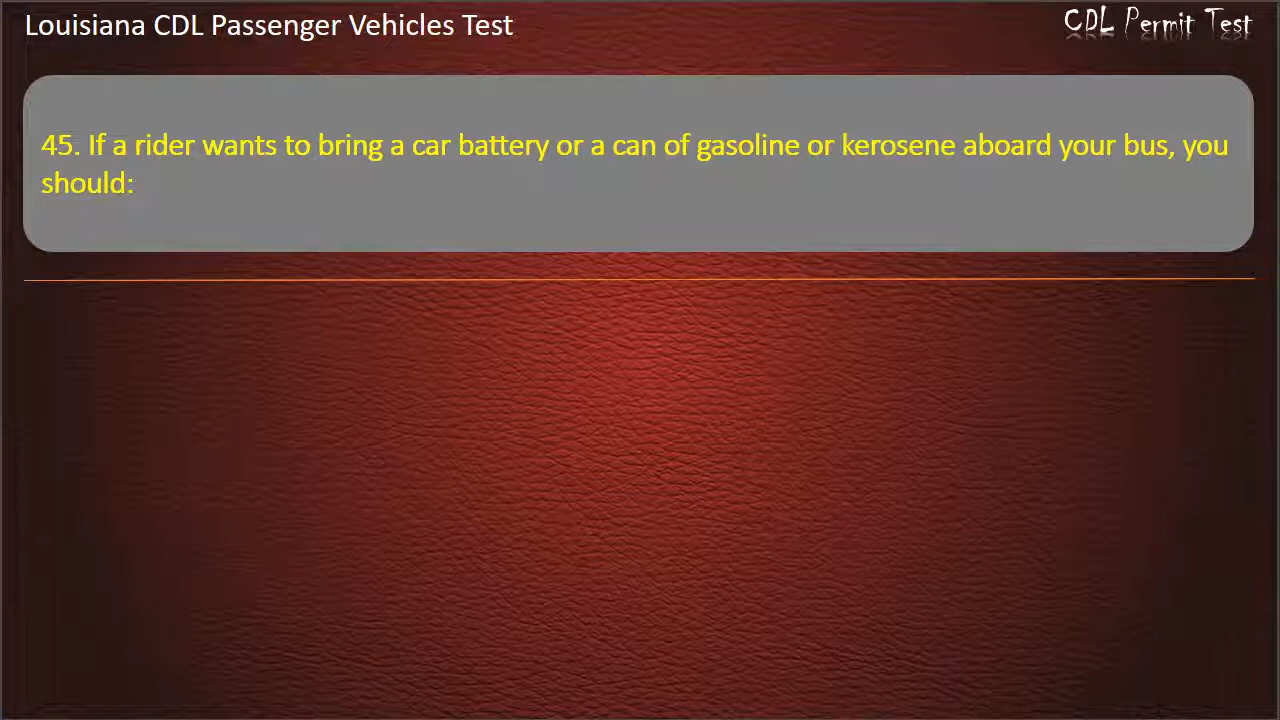 Louisiana CDL Passenger Vehicles Test
CDL Permit Test
45. If a rider wants to bring a car battery or a can of gasoline or kerosene aboard your bus, you
should: